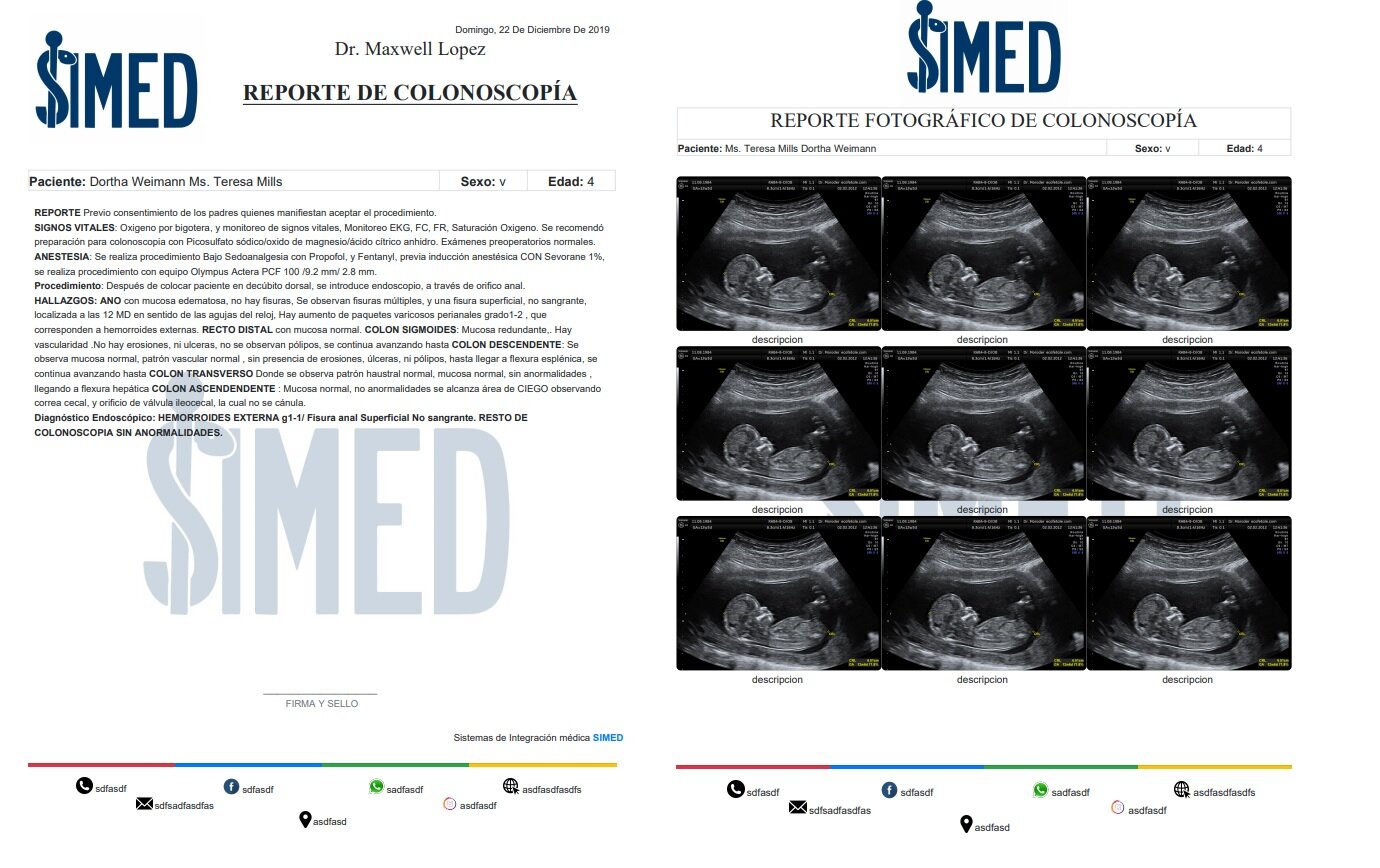 SIMED
Domingo, 22 De Diciembre De 2019
Dr. Maxwell Lopez
REPORTE DE COLONOSCOPÍA
Paciente: Dortha Weimann Ms. Teresa Mills Sexo: v Edad: 4
REPORTE Previo consentimiento de los padres quienes manifiestan aceptar el procedimiento.
SIGNOS VITALES: Oxigeno por bigotera, y monitoreo de signos vitales, Monitoreo EKG, FC, FR, Saturación Oxigeno. Se recomendó
preparación para colonoscopia con Picosulfato sódico/oxido de magnesio/ácido cítrico anhidro. Exámenes preoperatorios normales.
ANESTESIA: Se realiza procedimiento Bajo Sedoanalgesia con Propofol, y Fentanyl, previa inducción anestésica CON Sevorane 1%,
se realiza procedimiento con equipo Olympus Actera PCF 100 /9.2 mm/ 2.8 mm.
Procedimiento: Después de colocar paciente en decúbito dorsal, se introduce endoscopio, a través de orifico anal.
HALLAZGOS: ANO con mucosa edematosa, no hay fisuras, Se observan fisuras múltiples, y una fisura superficial, no sangrante,
localizada a las 12 MD en sentido de las agujas del reloj, Hay aumento de paquetes varicosos perianales grado1-2 , que
corresponden a hemorroides externas. RECTO DISTAL con mucosa normal. COLON SIGMOIDES: Mucosa redundante,. Hay
vascularidad .No hay erosiones, ni ulceras, no se observan pólipos, se continua avanzando hasta COLON DESCENDENTE: Se
observa mucosa normal, patrón vascular normal , sin presencia de erosiones, úlceras, ni pólipos, hasta llegar a flexura esplénica, se
continua avanzando hasta COLON TRANSVERSO Donde se observa patrón haustral normal, mucosa normal, sin anormalidades ,
llegando a flexura hepática COLON ASCENDENDENTE : Mucosa normal, no anormalidades se alcanza área de CIEGO observando
correa cecal, y orificio de válvula ileocecal, la cual no se cánula.
Diagnóstico Endoscópico: HEMORROIDES EXTERNA g1-1/ Fisura anal Superficial No sangrante. RESTO DE
COLONOSCOPIA SIN ANORMALIDADES.
SIMED
FIRMA Y SELLO
Sistemas de Integración médica SIMED
sdfasdf sdfasdf sadfasdf asdfasdfasdfs
sdfsadfasdfas asdfasdf
asdfasd
SIMED
REPORTE FOTOGRÁFICO DE COLONOSCOPÍA
Paciente: Ms. Teresa Mills Dortha Weimann Sexo: v Edad: 4
descripcion descripcion descripcion
descripcion descripcion descripcion
descripcion descripcion descripcion
sdfasdf sdfasdf sadfasdf asdfasdfasdfs
sdfsadfasdfas asdfasdf
asdfasd